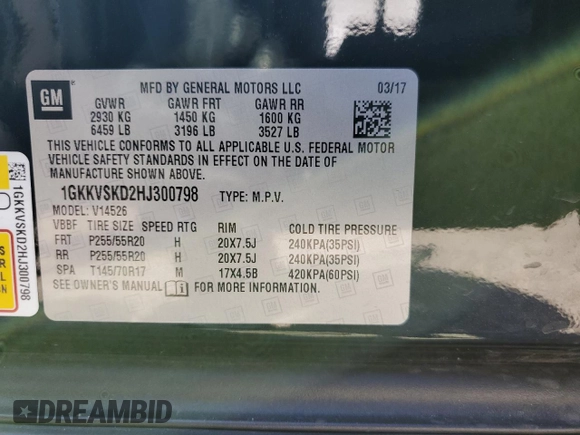 GM
MFD BY GENERAL MOTORS LLC 03/17
GVWR GAWR FRT GAWR RR
2930 KG 1450 KG 1600 KG
6459 LB 3196 LB 3527 LB
THIS VEHICLE CONFORMS TO ALL APPLICABLE U.S. FEDERAL MOTOR
VEHICLE SAFETY STANDARDS IN EFFECT ON THE DATE OF
MANUFACTURE SHOWN ABOVE.
1GKKVSKD2HJ300798 TYPE: M.P.V.
MODEL: V14526
VBBF TIRE SIZE SPEED RTG RIM COLD TIRE PRESSURE
FRT P255/55R20 H 20X7.5J 240KPA(35PSI)
RR P255/55R20 H 20X7.5J 240KPA(35PSI)
SPA T145/70R17 M 17X4.5B 420KPA(60PSI)
SEE OWNER'S MANUAL FOR MORE INFORMATION.
1GKKVSKD2HJ300798
DREAMBID